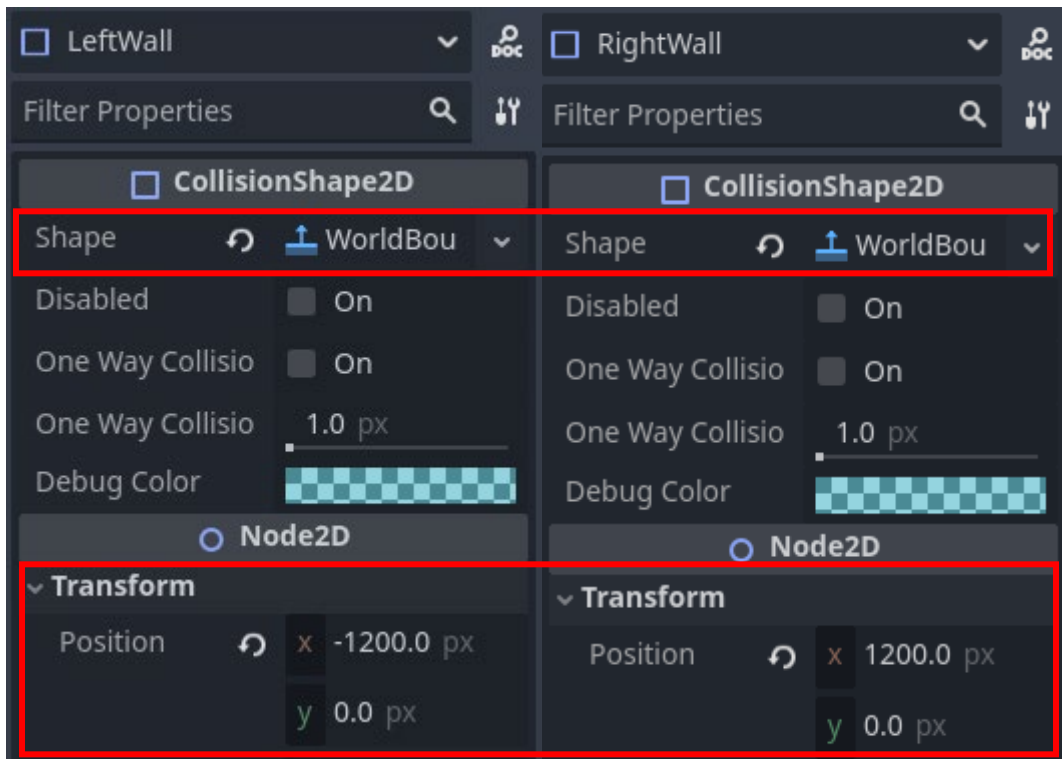 LeftWall
DOC
Filter Properties
CollisionShape2D
Shape WorldBou
Disabled On
One Way Collisio On
One Way Collisio 1.0 px
Debug Color
Node2D
Transform
Position x -1200.0 px
y 0.0 px
RightWall
DOC
Filter Properties
CollisionShape2D
Shape WorldBou
Disabled On
One Way Collisio On
One Way Collisio 1.0 px
Debug Color
Node2D
Transform
Position x 1200.0 px
y 0.0 px